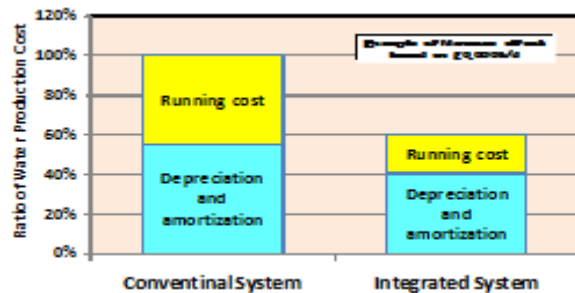 120%
100%
80%
60%
40%
20%
0%
Ratio of Water Production Cost
Running cost
Depreciation
and
amortization
Running cost
Depreciation
and
amortization
Conventinal System
Integrated System